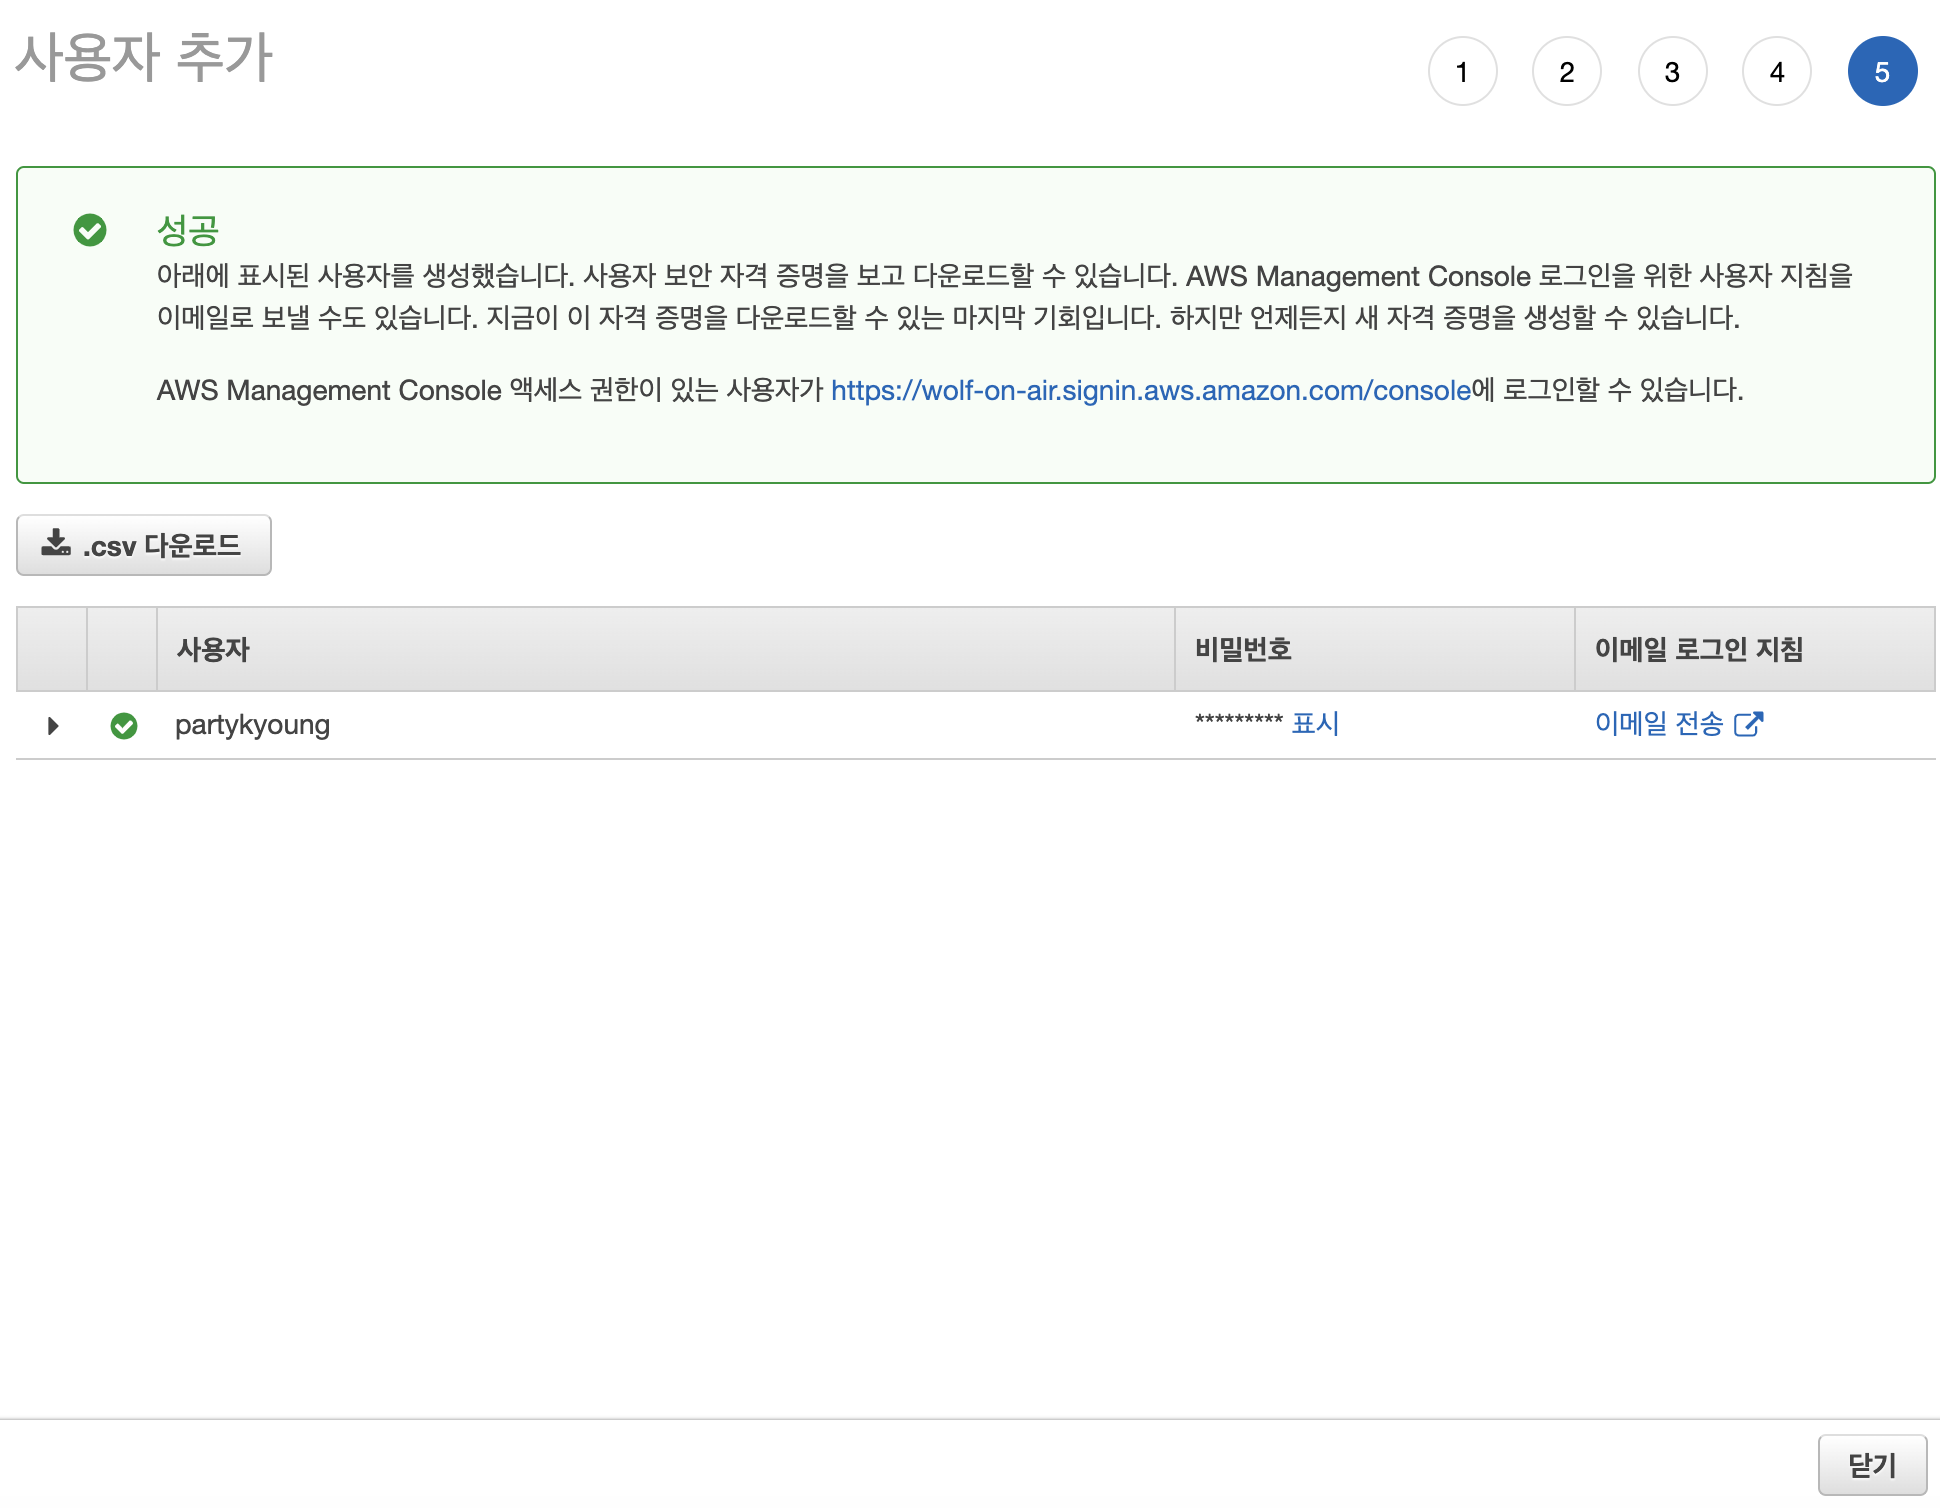 사용자 추가
1 2 3 4 5
성공
아래에 표시된 사용자를 생성했습니다. 사용자 보안 자격 증명을 보고 다운로드할 수 있습니다. AWS Management Console 로그인을 위한 사용자 지침을
이메일로 보낼 수도 있습니다. 지금이 이 자격 증명을 다운로드할 수 있는 마지막 기회입니다. 하지만 언제든지 새 자격 증명을 생성할 수 있습니다.
AWS Management Console 액세스 권한이 있는 사용자가 https://wolf-on-air.signin.aws.amazon.com/console에 로그인할 수 있습니다.
.csv 다운로드
사용자 비밀번호 이메일 로그인 지침
partykyoung ********* 표시 이메일 전송
닫기